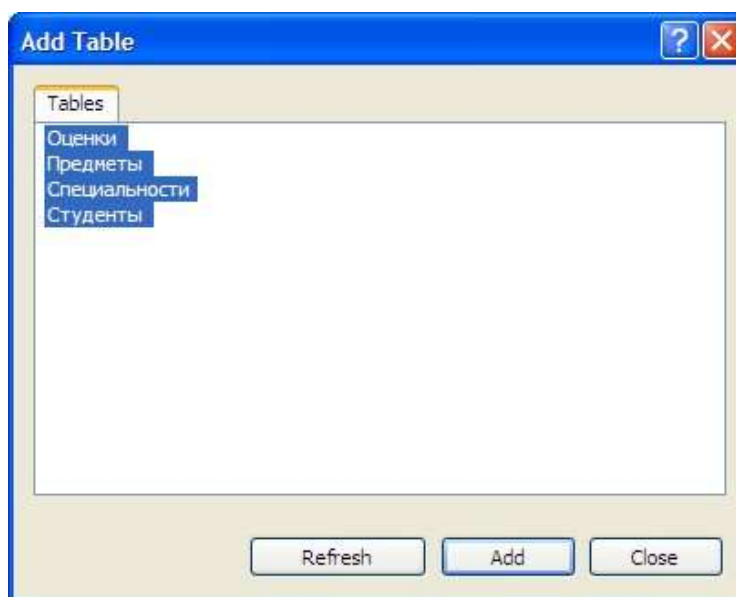 Add Table
Tables
Оценки
Предметы
Специальности
Студенты
Refresh Add Close